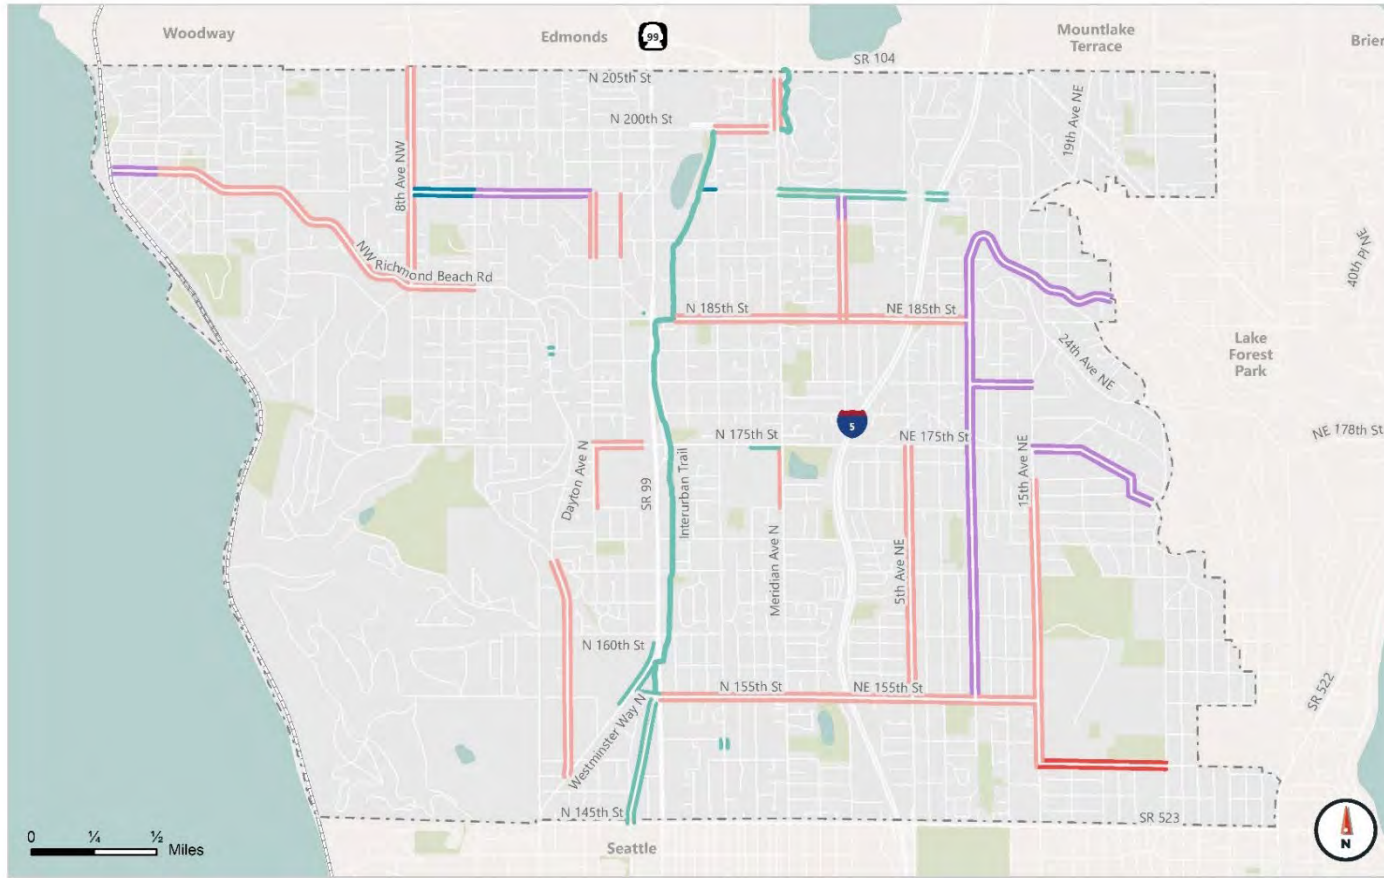 Woodway
Edmonds
99
Mountlake
Terrace
Brier
SR 104
N 205th St
N 200th St
19th Ave NE
8th Ave NW
40th Pl NE
NW Richmond Beach Rd
N 185th St
NE 185th St
24th Ave NE
Lake
Forest
Park
5
N 175th St
NE 175th St
NE 178th St
Dayton Ave N
SR 99
Interurban Trail
15th Ave NE
Meridian Ave N
5th Ave NE
N 160th St
N 155th St
NE 155th St
SR 522
Westminster Way N
N 145th St
SR 523
0 ¼ ½ Miles
Seattle
N